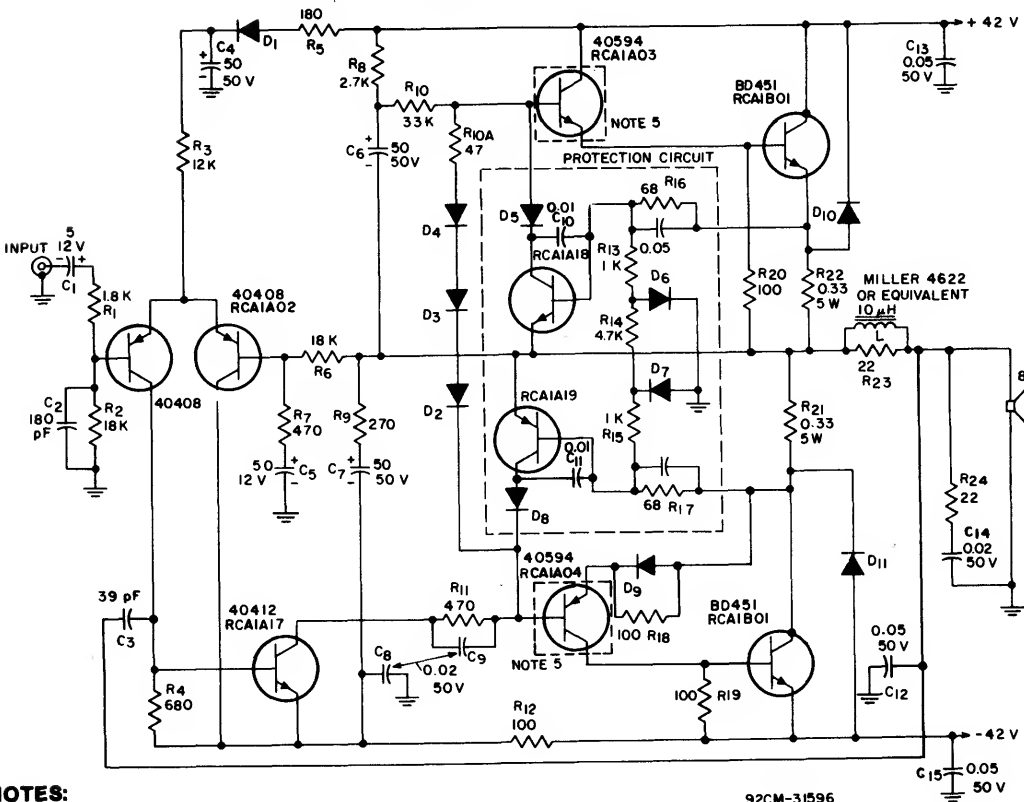 180
R5
D1
C4
50
50 V
+
-
R8
2.7K
R10
33 K
R10A
47
C6
50
50V
+
-
40594
RCA1A03
NOTE 5
BD451
RCA1B01
+ 42 V
C13
0.05
50 V
R3
12K
PROTECTION CIRCUIT
68 R16
0.05
D5
0.01
C10
RCA1A18
R13
1 K
D6
R14
4.7K
D7
1 K
R15
D4
D3
D2
D10
R20
100
R22
0.33
5 W
MILLER 4622
OR EQUIVALENT
10 µH
L
22
R23
INPUT
5
12 V
- +
C1
1.8 K
R1
40408
RCA1A02
40408
C2
180
pF
R2
18K
18 K
R6
R7
470
R9
270
50
12 V
+
-
C5
C7
50
50 V
+
-
RCA1A19
0.01
C11
68 R17
D8
R21
0.33
5 W
8
R24
22
C14
0.02
50 V
D11
39 pF
C3
40412
RCA1A17
R11
470
C9
C8
0.02
50 V
40594
RCA1A04
NOTE 5
D9
100 R18
BD451
RCA1B01
100
R19
0.05
50 V
C12
R4
680
R12
100
-42 V
C15
0.05
50 V
NOTES:
92CM-31596